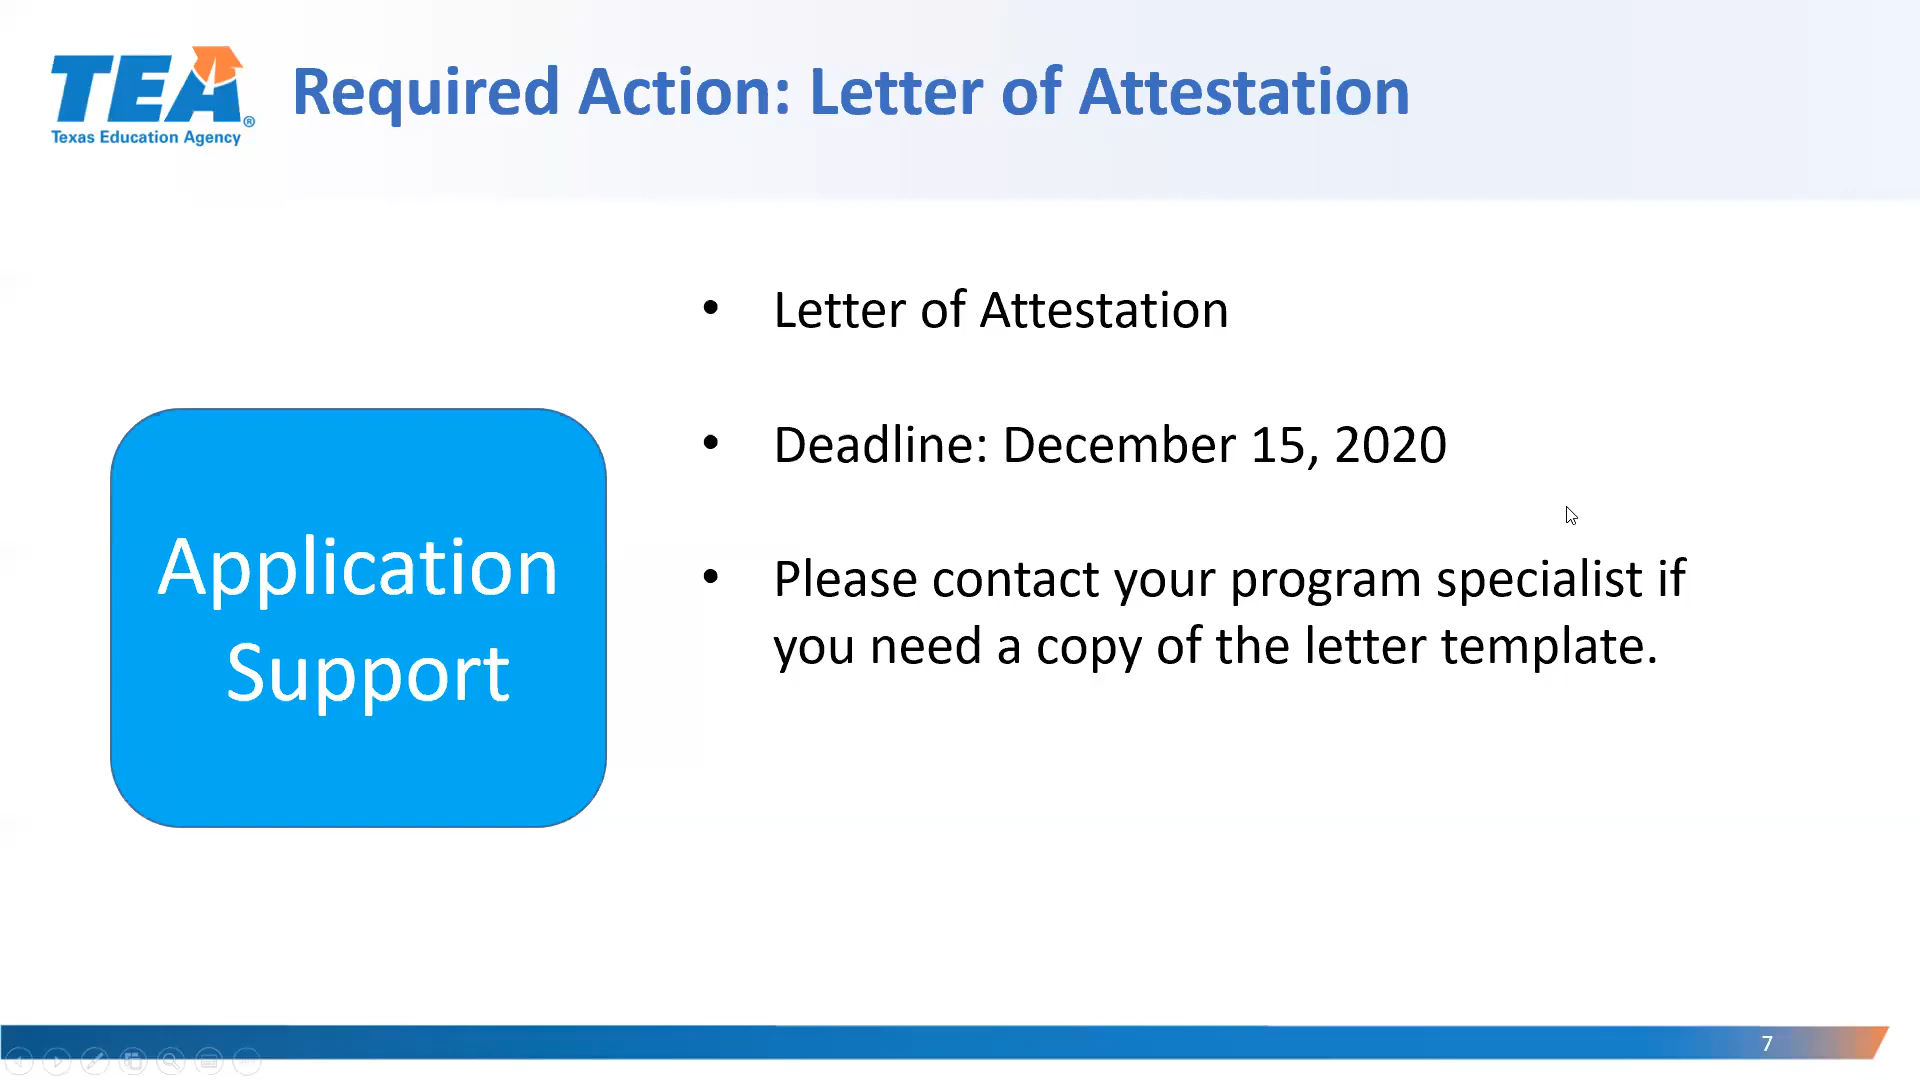 TEA®
Texas Education Agency
Required Action: Letter of Attestation
Application
Support
• Letter of Attestation
• Deadline: December 15, 2020
• Please contact your program specialist if
you need a copy of the letter template.
7